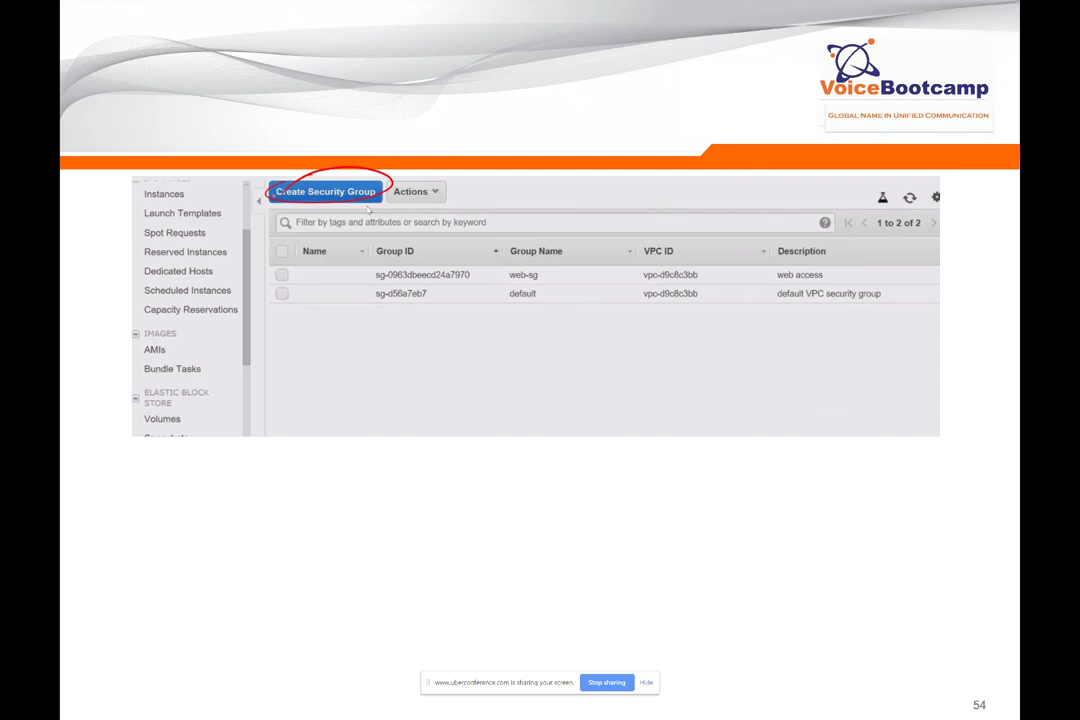 VoiceBootcamp
GLOBAL NAME IN UNIFIED COMMUNICATION
Instances
Launch Templates
Spot Requests
Reserved Instances
Dedicated Hosts
Scheduled Instances
Capacity Reservations
IMAGES
AMIs
Bundle Tasks
ELASTIC BLOCK
STORE
Volumes
Create Security Group Actions
Filter by tags and attributes or search by keyword 1 to 2 of 2
Name Group ID Group Name VPC ID Description
sg-0963dbeecd24a7970 web-sg vpc-d9c8c3bb web access
sg-d56a7eb7 default vpc-d9c8c3bb default VPC security group
www.uberconference.com is sharing your screen. Stop sharing Hide
54